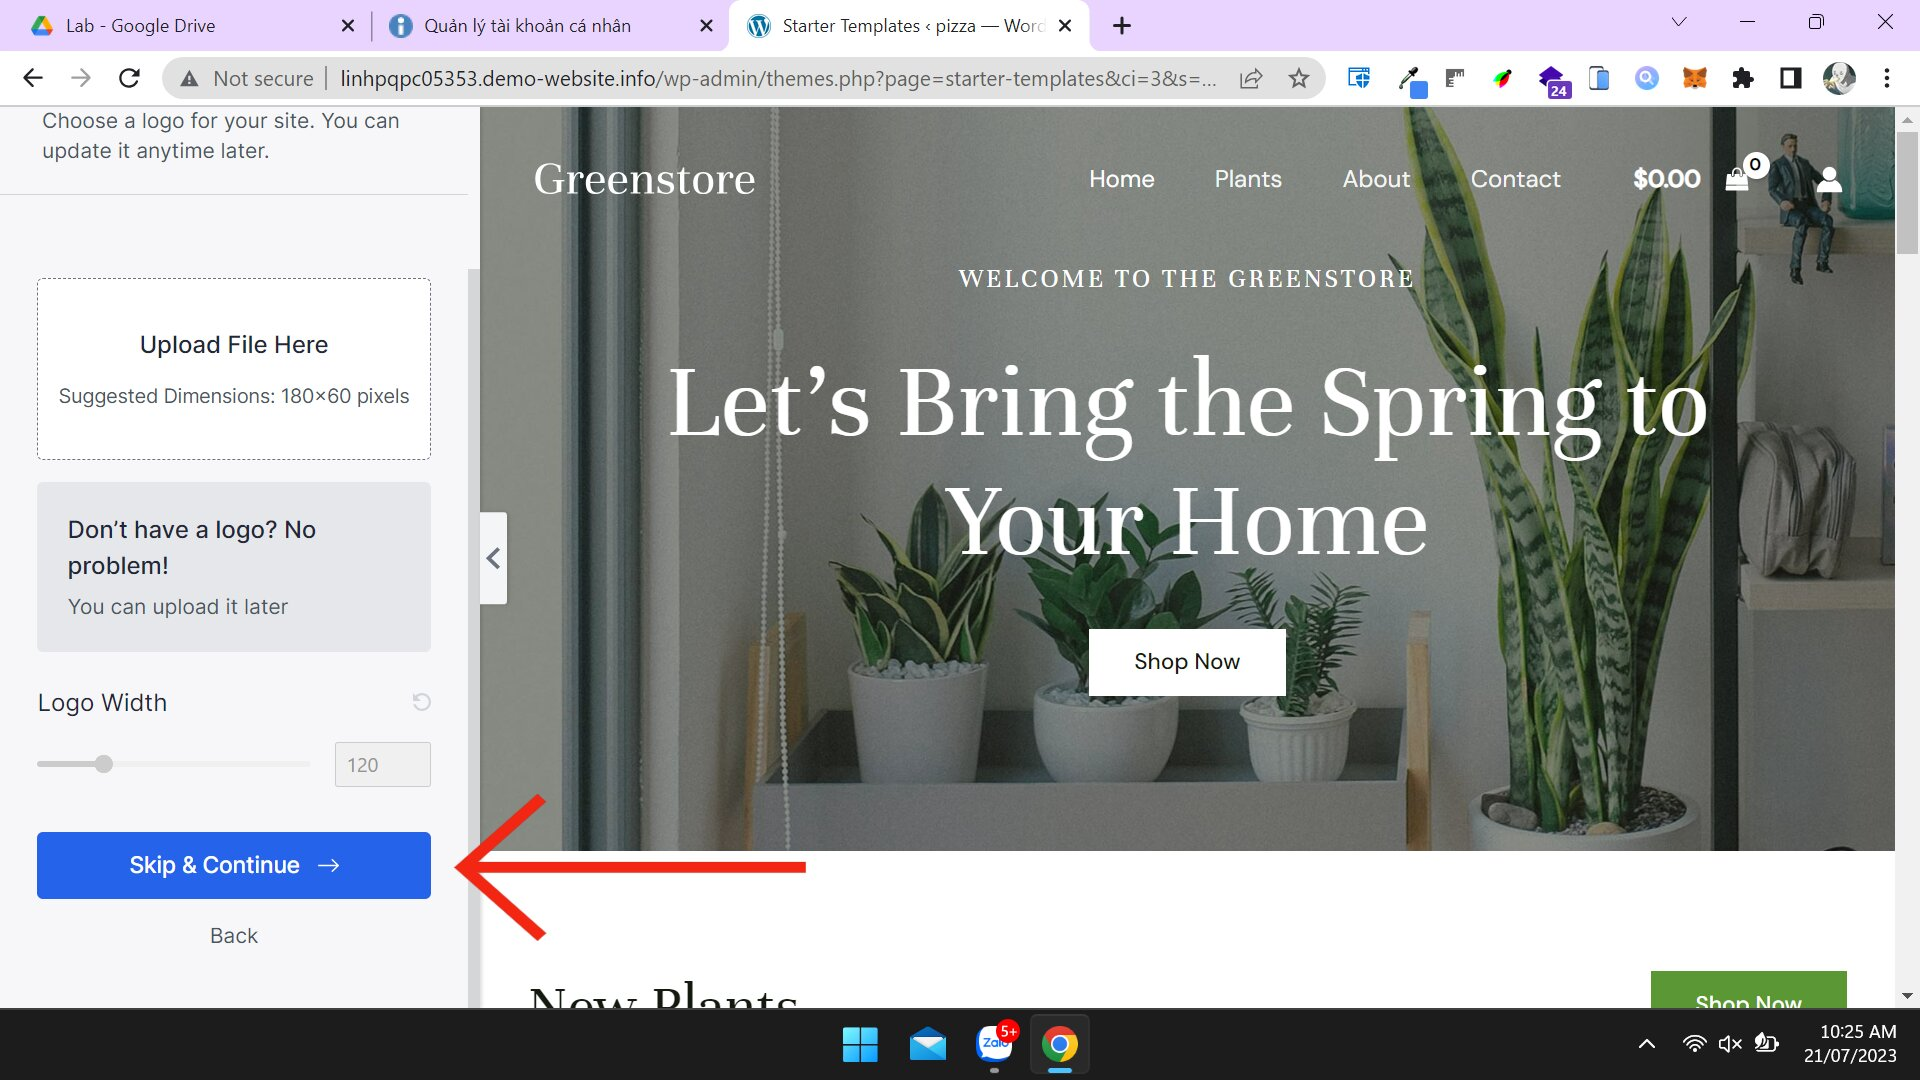 Lab - Google Drive
Quản lý tài khoản cá nhân
Starter Templates ‹ pizza — Word
Not secure
linhpqpc05353.demo-website.info/wp-admin/themes.php?page=starter-templates&ci=3&s=...
24
Choose a logo for your site. You can
update it anytime later.
Upload File Here
Suggested Dimensions: 180×60 pixels
Don’t have a logo? No
problem!
You can upload it later
Logo Width
120
Skip & Continue
Back
Greenstore
Home
Plants
About
Contact
$0.00
0
WELCOME TO THE GREENSTORE
Let’s Bring the Spring to
Your Home
Shop Now
New Plants
Shop Now
Zalo
5+
10:25 AM
21/07/2023